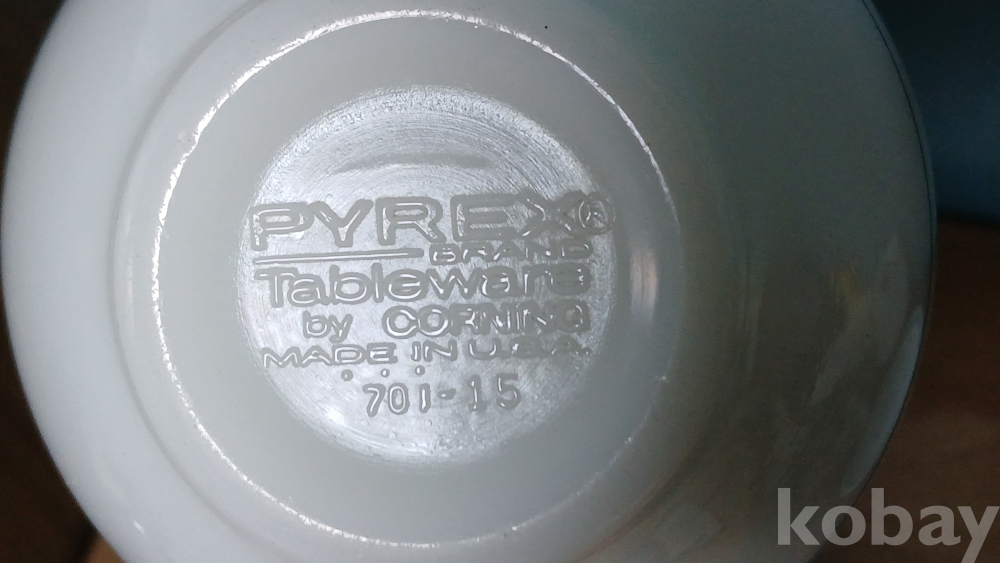 PYREX®
BRAND
Tableware
by CORNING
MADE IN U.S.A.
701-15
kobay